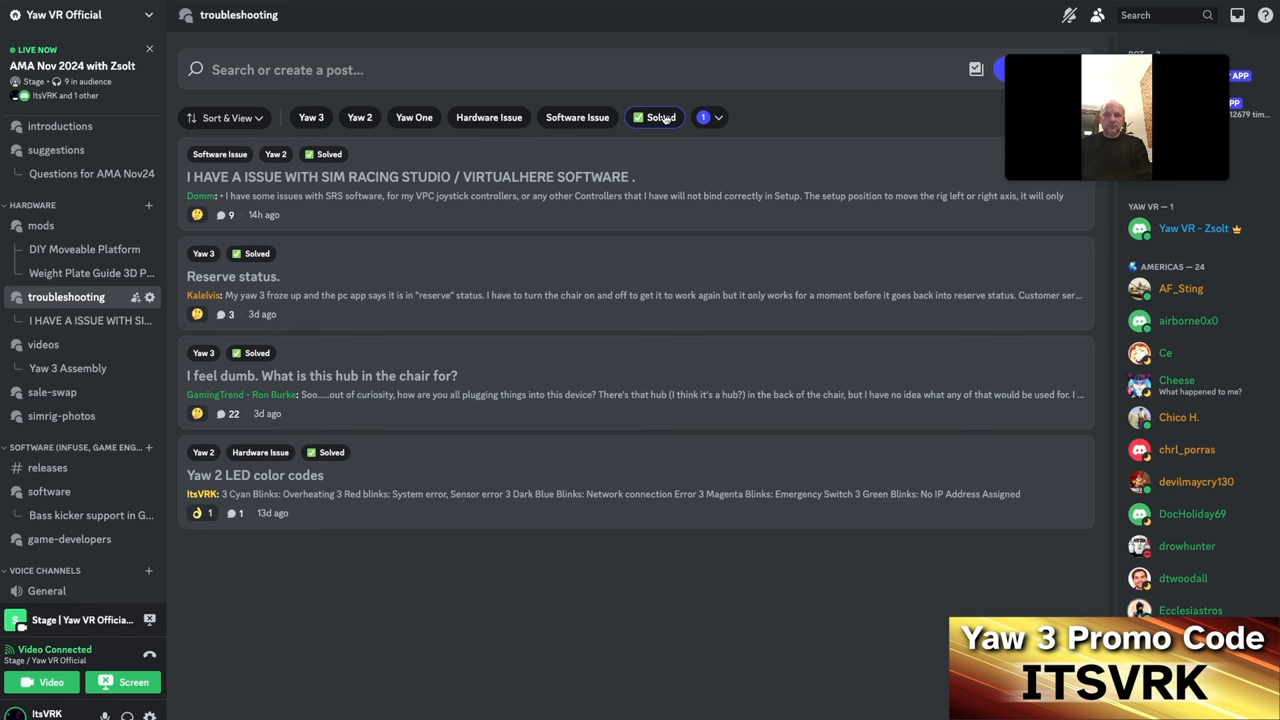 Yaw VR Official
LIVE NOW
AMA Nov 2024 with Zsolt
Stage • 9 in audience
ItsVRK and 1 other
introductions
suggestions
Questions for AMA Nov24
HARDWARE
mods
DIY Moveable Platform
Weight Plate Guide 3D P...
troubleshooting
I HAVE A ISSUE WITH SI...
videos
Yaw 3 Assembly
sale-swap
simrig-photos
SOFTWARE (INFUSE, GAME ENG...
releases
software
Bass kicker support in G...
game-developers
VOICE CHANNELS
General
Stage | Yaw VR Officia...
Video Connected
Stage / Yaw VR Official
Video
Screen
ItsVRK
troubleshooting
Search
Search or create a post...
Sort & View
Yaw 3
Yaw 2
Yaw One
Hardware Issue
Software Issue
✅ Solved
1
Software Issue Yaw 2 ✅ Solved
I HAVE A ISSUE WITH SIM RACING STUDIO / VIRTUALHERE SOFTWARE .
Domm: • I have some issues with SRS software, for my VPC joystick controllers, or any other Controllers that I have will not bind correctly in Setup. The setup position to move the rig left or right axis, it will only
🤔 9 14h ago
Yaw 3 ✅ Solved
Reserve status.
Kalelvis: My yaw 3 froze up and the pc app says it is in "reserve" status. I have to turn the chair on and off to get it to work again but it only works for a moment before it goes back into reserve status. Customer ser...
🤔 3 • 3d ago
Yaw 3 ✅ Solved
I feel dumb. What is this hub in the chair for?
GamingTrend - Ron Burke: Soo.....out of curiosity, how are you all plugging things into this device? There's that hub (I think it's a hub?) in the back of the chair, but I have no idea what any of that would be used for. I ...
🤔 22 3d ago
Yaw 2 Hardware Issue ✅ Solved
Yaw 2 LED color codes
ItsVRK: 3 Cyan Blinks: Overheating 3 Red blinks: System error, Sensor error 3 Dark Blue Blinks: Network connection Error 3 Magenta Blinks: Emergency Switch 3 Green Blinks: No IP Address Assigned
👌 1 1 13d ago
APP
12679 tim...
YAW VR — 1
Yaw VR - Zsolt
🌎 AMERICAS — 24
AF_Sting
airborne0x0
Ce
Cheese
What happened to me?
Chico H.
chrl_porras
devilmaycry130
DocHoliday69
drowhunter
dtwoodall
Ecclesiastros
Yaw 3 Promo Code
ITSVRK